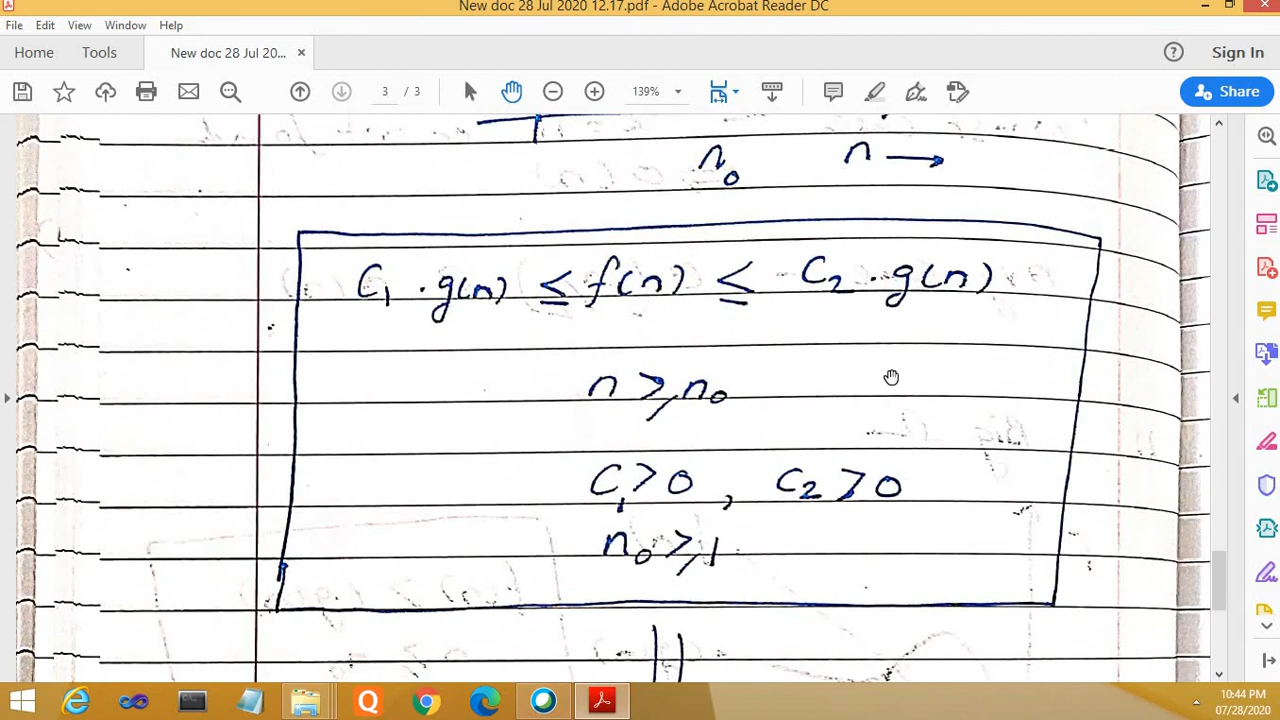 New doc 28 Jul 2020 12.17.pdf - Adobe Acrobat Reader DC
File Edit View Window Help
Home Tools New doc 28 Jul 20... × Sign In
3 / 3 139% Share
n₀ n →
C₁ · g(n) ≤ f(n) ≤ C₂ · g(n)
n ≥ n₀
C₁ > 0 , C₂ > 0
n₀ ≥ 1
10:44 PM
07/28/2020